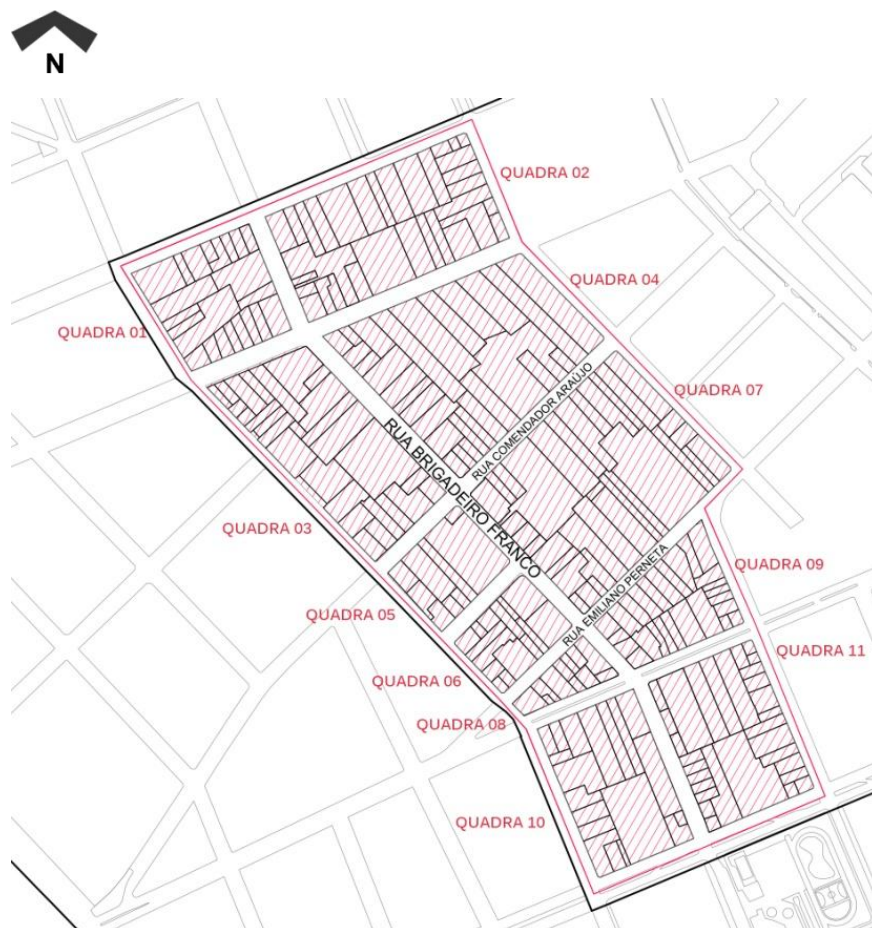 N
QUADRA 02
QUADRA 04
QUADRA 01
QUADRA 07
RUA COMENDADOR ARAÚJO
RUA BRIGADEIRO FRANCO
QUADRA 03
QUADRA 09
RUA EMILIANO PERNETA
QUADRA 05
QUADRA 11
QUADRA 06
QUADRA 08
QUADRA 10